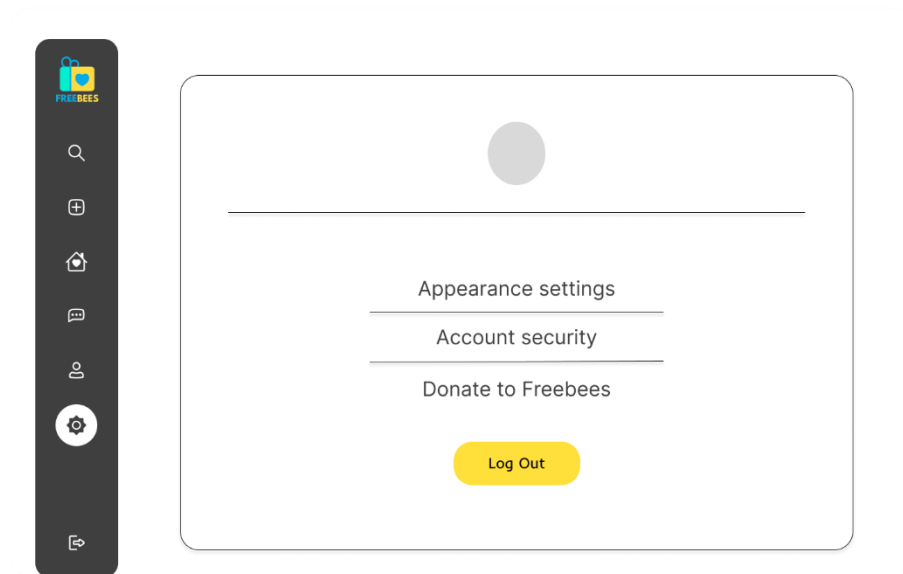 FREEBEES
Appearance settings
Account security
Donate to Freebees
Log Out